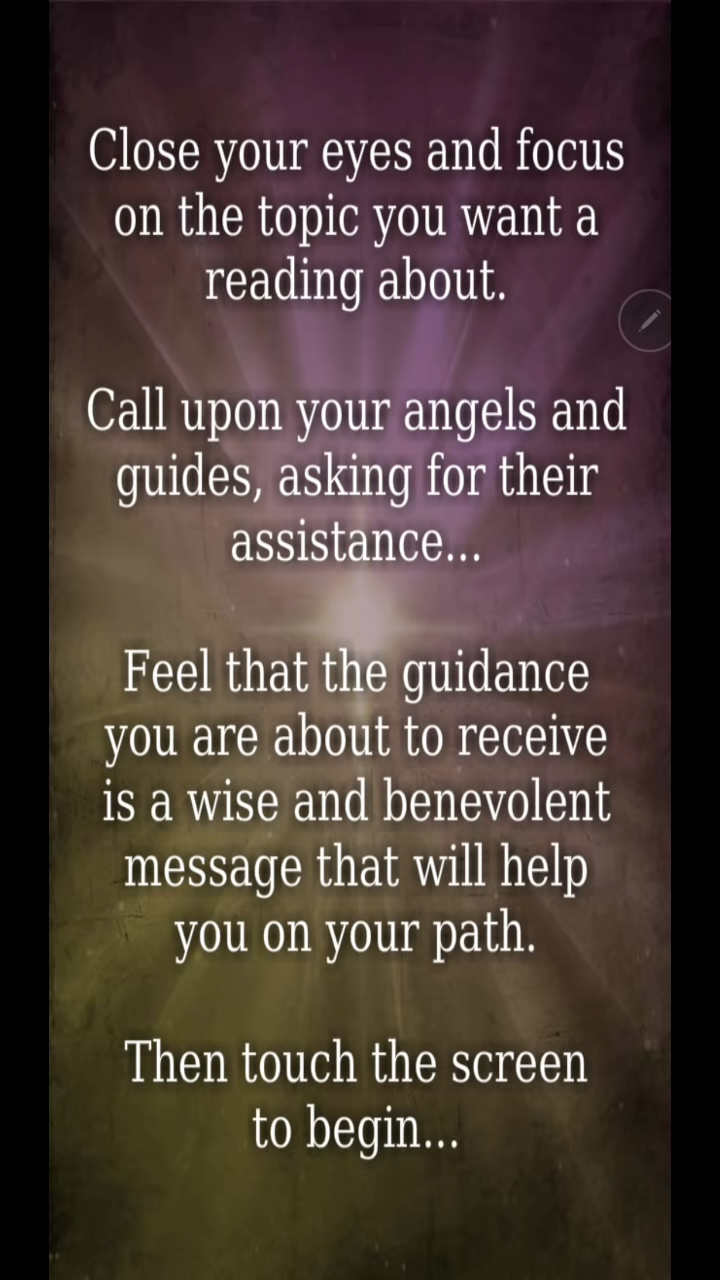 Close your eyes and focus
on the topic you want a
reading about.
Call upon your angels and
guides, asking for their
assistance...
Feel that the guidance
you are about to receive
is a wise and benevolent
message that will help
you on your path.
Then touch the screen
to begin...